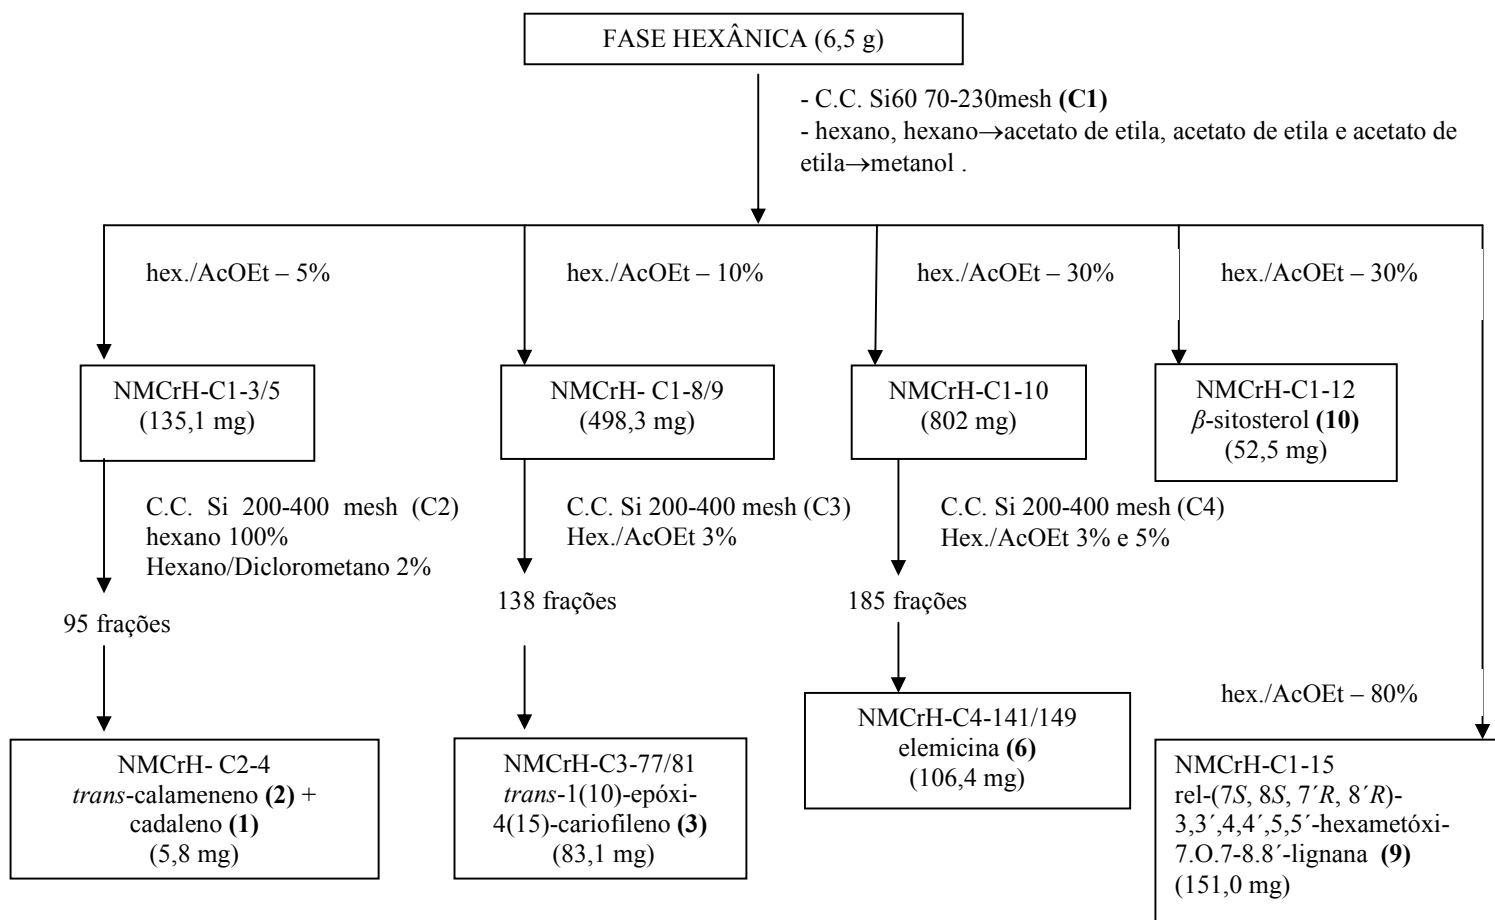 FASE HEXÂNICA (6,5 g)
- C.C. Si60 70-230mesh (C1)
- hexano, hexano→acetato de etila, acetato de etila e acetato de
etila→metanol .
hex./AcOEt – 5%
hex./AcOEt – 10%
hex./AcOEt – 30%
hex./AcOEt – 30%
NMCrH-C1-3/5
(135,1 mg)
NMCrH- C1-8/9
(498,3 mg)
NMCrH-C1-10
(802 mg)
NMCrH-C1-12
β-sitosterol (10)
(52,5 mg)
C.C. Si 200-400 mesh (C2)
hexano 100%
Hexano/Diclorometano 2%
C.C. Si 200-400 mesh (C3)
Hex./AcOEt 3%
C.C. Si 200-400 mesh (C4)
Hex./AcOEt 3% e 5%
95 frações
138 frações
185 frações
hex./AcOEt – 80%
NMCrH- C2-4
trans-calameneno (2) +
cadaleno (1)
(5,8 mg)
NMCrH-C3-77/81
trans-1(10)-epóxi-
4(15)-cariofileno (3)
(83,1 mg)
NMCrH-C4-141/149
elemicina (6)
(106,4 mg)
NMCrH-C1-15
rel-(7S, 8S, 7´R, 8´R)-
3,3´,4,4´,5,5´-hexametóxi-
7.O.7-8.8´-lignana (9)
(151,0 mg)